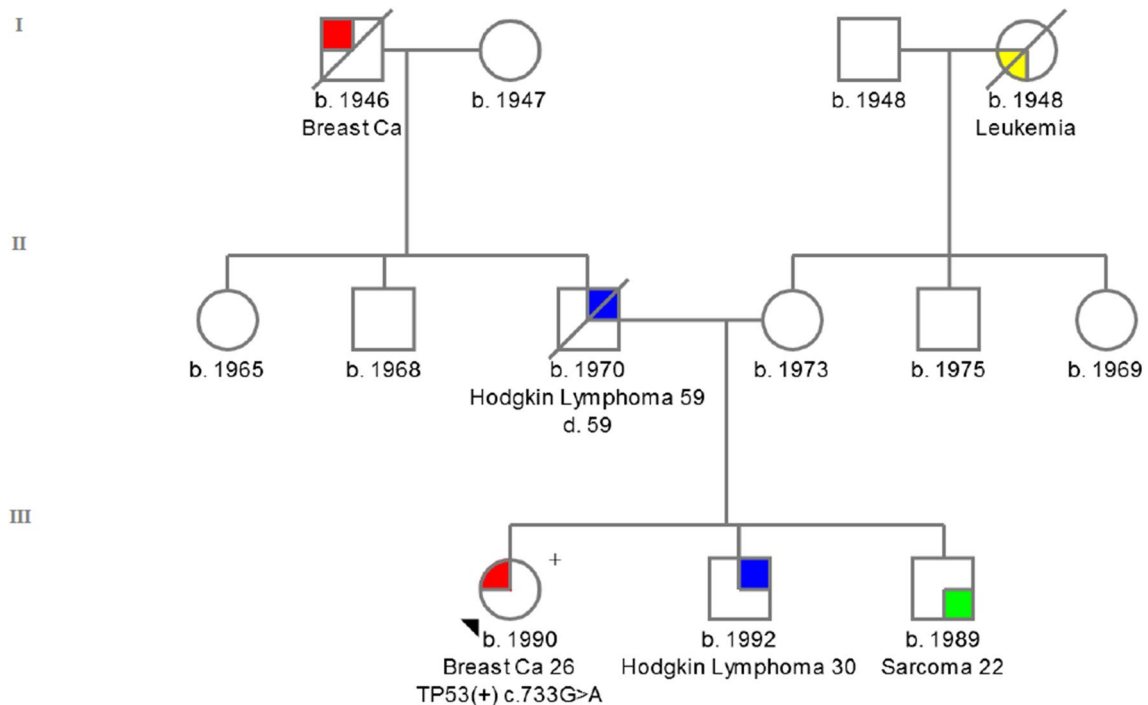 I
b. 1946
Breast Ca
b. 1947
b. 1948
b. 1948
Leukemia
II
b. 1965
b. 1968
b. 1970
Hodgkin Lymphoma 59
d. 59
b. 1973
b. 1975
b. 1969
III
+
b. 1990
Breast Ca 26
TP53(+) c.733G>A
b. 1992
Hodgkin Lymphoma 30
b. 1989
Sarcoma 22